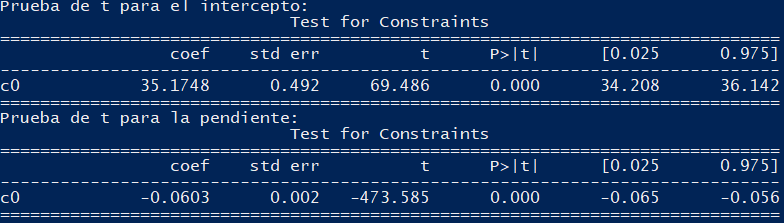 Prueba de t para el intercepto:
Test for Constraints
==============================================================================
coef    std err          t      P>|t|      [0.025      0.975]
------------------------------------------------------------------------------
c0            35.1748      0.492     69.486      0.000      34.208      36.142
==============================================================================
Prueba de t para la pendiente:
Test for Constraints
==============================================================================
coef    std err          t      P>|t|      [0.025      0.975]
------------------------------------------------------------------------------
c0            -0.0603      0.002   -473.585      0.000      -0.065      -0.056
==============================================================================